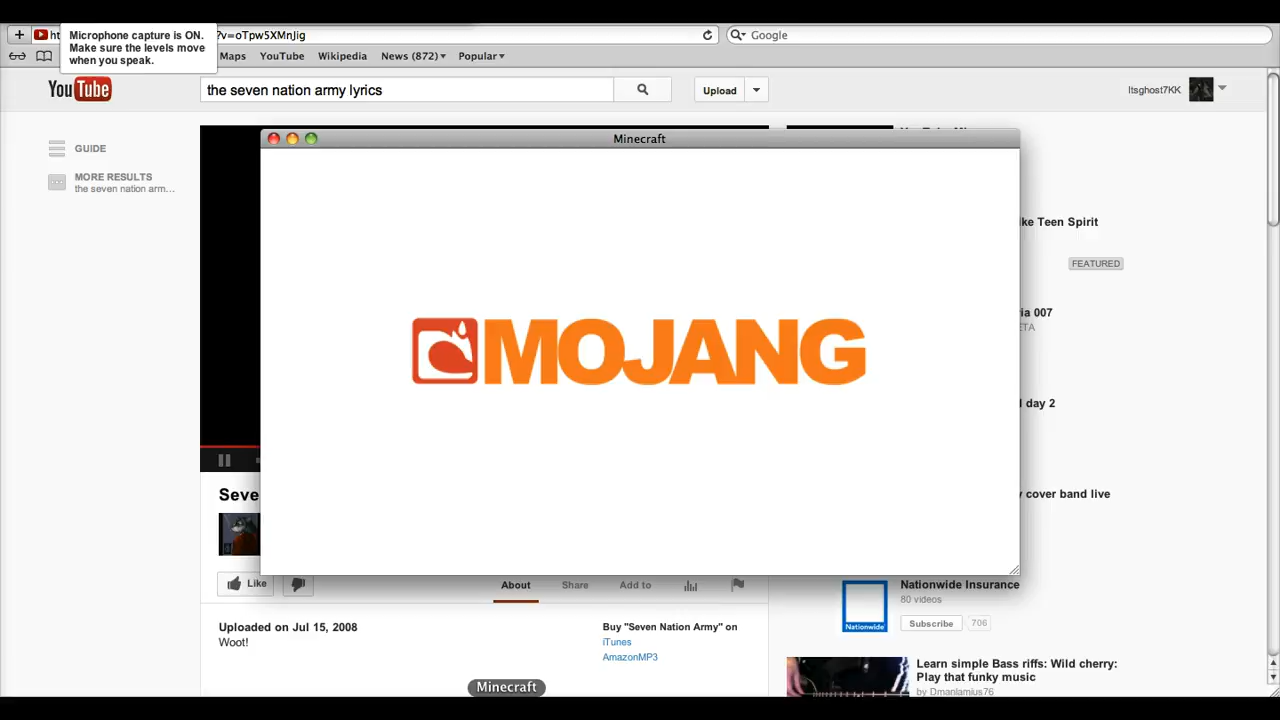 Microphone capture is ON.
Make sure the levels move
when you speak.
?v=oTpw5XMnJig
Google
Maps
YouTube
Wikipedia
News (872)
Popular
YouTube
the seven nation army lyrics
Upload
Itsghost7KK
GUIDE
MORE RESULTS
the seven nation arm...
Minecraft
MOJANG
ke Teen Spirit
FEATURED
ria 007
ETA
d day 2
y cover band live
Seve
Like
About
Share
Add to
Uploaded on Jul 15, 2008
Woot!
Buy "Seven Nation Army" on
iTunes
AmazonMP3
Nationwide Insurance
80 videos
Nationwide
Subscribe
706
Learn simple Bass riffs: Wild cherry:
Play that funky music
by Dmanlamius76
Minecraft